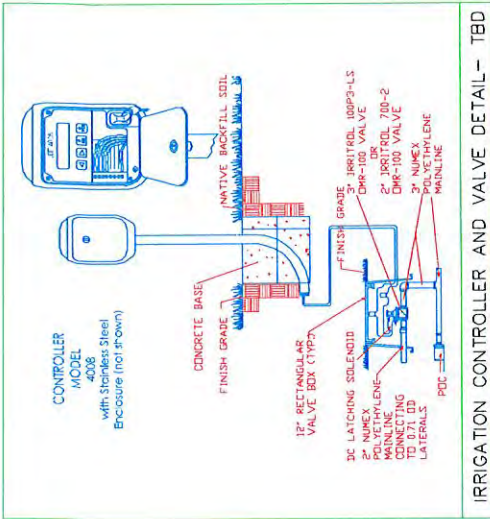 CONTROLLER
MODEL
4008
with Stainless Steel
Enclosure (not shown)
NATIVE BACKFILL SOIL
CONCRETE BASE
FINISH GRADE
FINISH GRADE
3" IRRITROL 100P3-LS
OMR-100 VALVE
OR
2" IRRITROL 700-2
OMR-100 VALVE
3" NUMEX
POLYETHYLENE
MAINLINE
12" RECTANGULAR
VALVE BOX (TYP)
DC LATCHING SOLENOID
2" NUMEX
POLYETHYLENE
MAINLINE
CONNECTING
TO 0.71 OD
LATERALS
POC
IRRIGATION CONTROLLER AND VALVE DETAIL- TBD